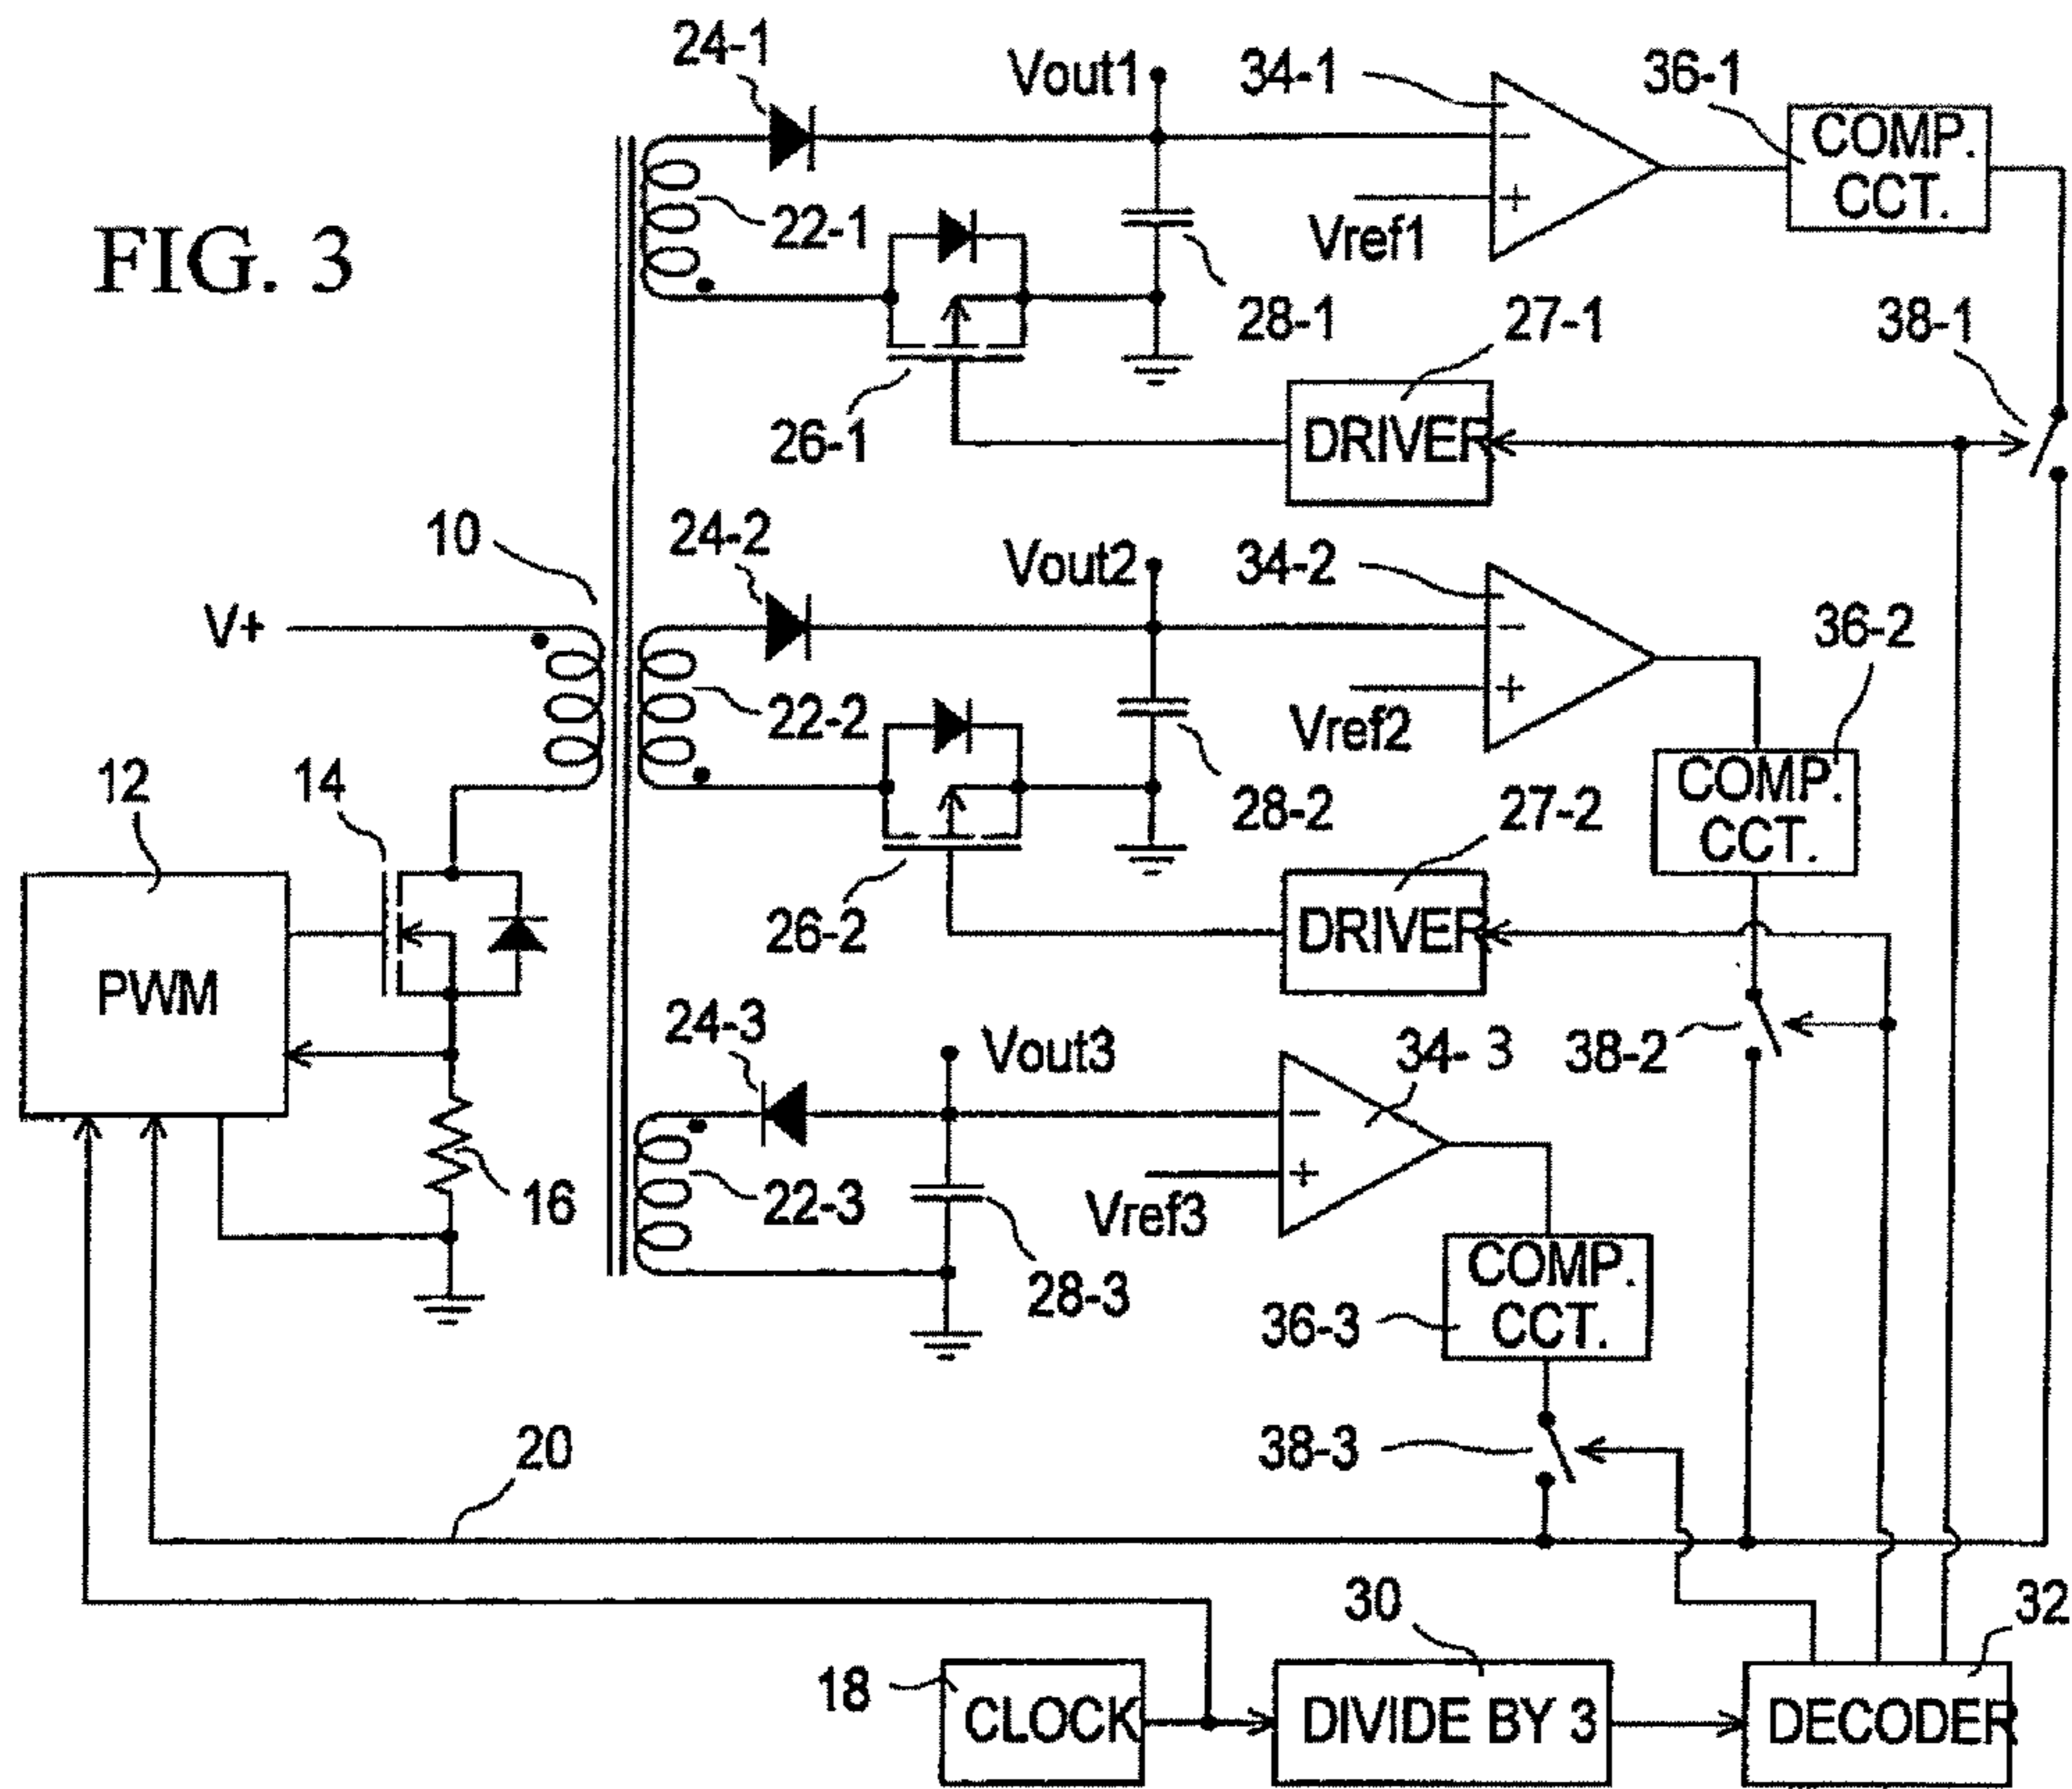 FIG. 3
24-1
Vout1
34-1
36-1
COMP.
CCT.
22-1
Vref1
28-1
27-1
38-1
26-1
DRIVER
10
24-2
Vout2
34-2
36-2
V+
22-2
Vref2
COMP.
CCT.
12
14
28-2
27-2
26-2
DRIVER
PWM
24-3
Vout3
34-3
38-2
16
22-3
Vref3
28-3
COMP.
CCT.
36-3
20
38-3
30
32
18
CLOCK
DIVIDE BY 3
DECODER
-
+
-
+
-
+